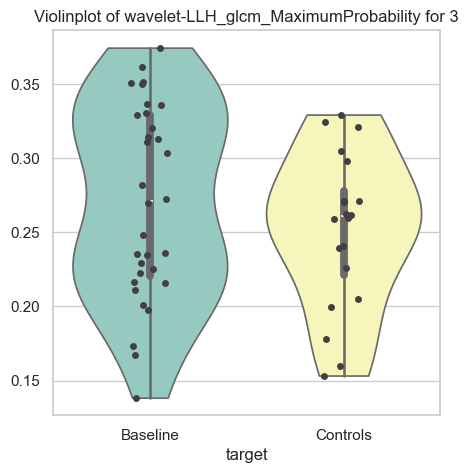 Violinplot of wavelet-LLH_glcm_MaximumProbability for 3
0.35
0.30
0.25
0.20
0.15
Baseline Controls
target